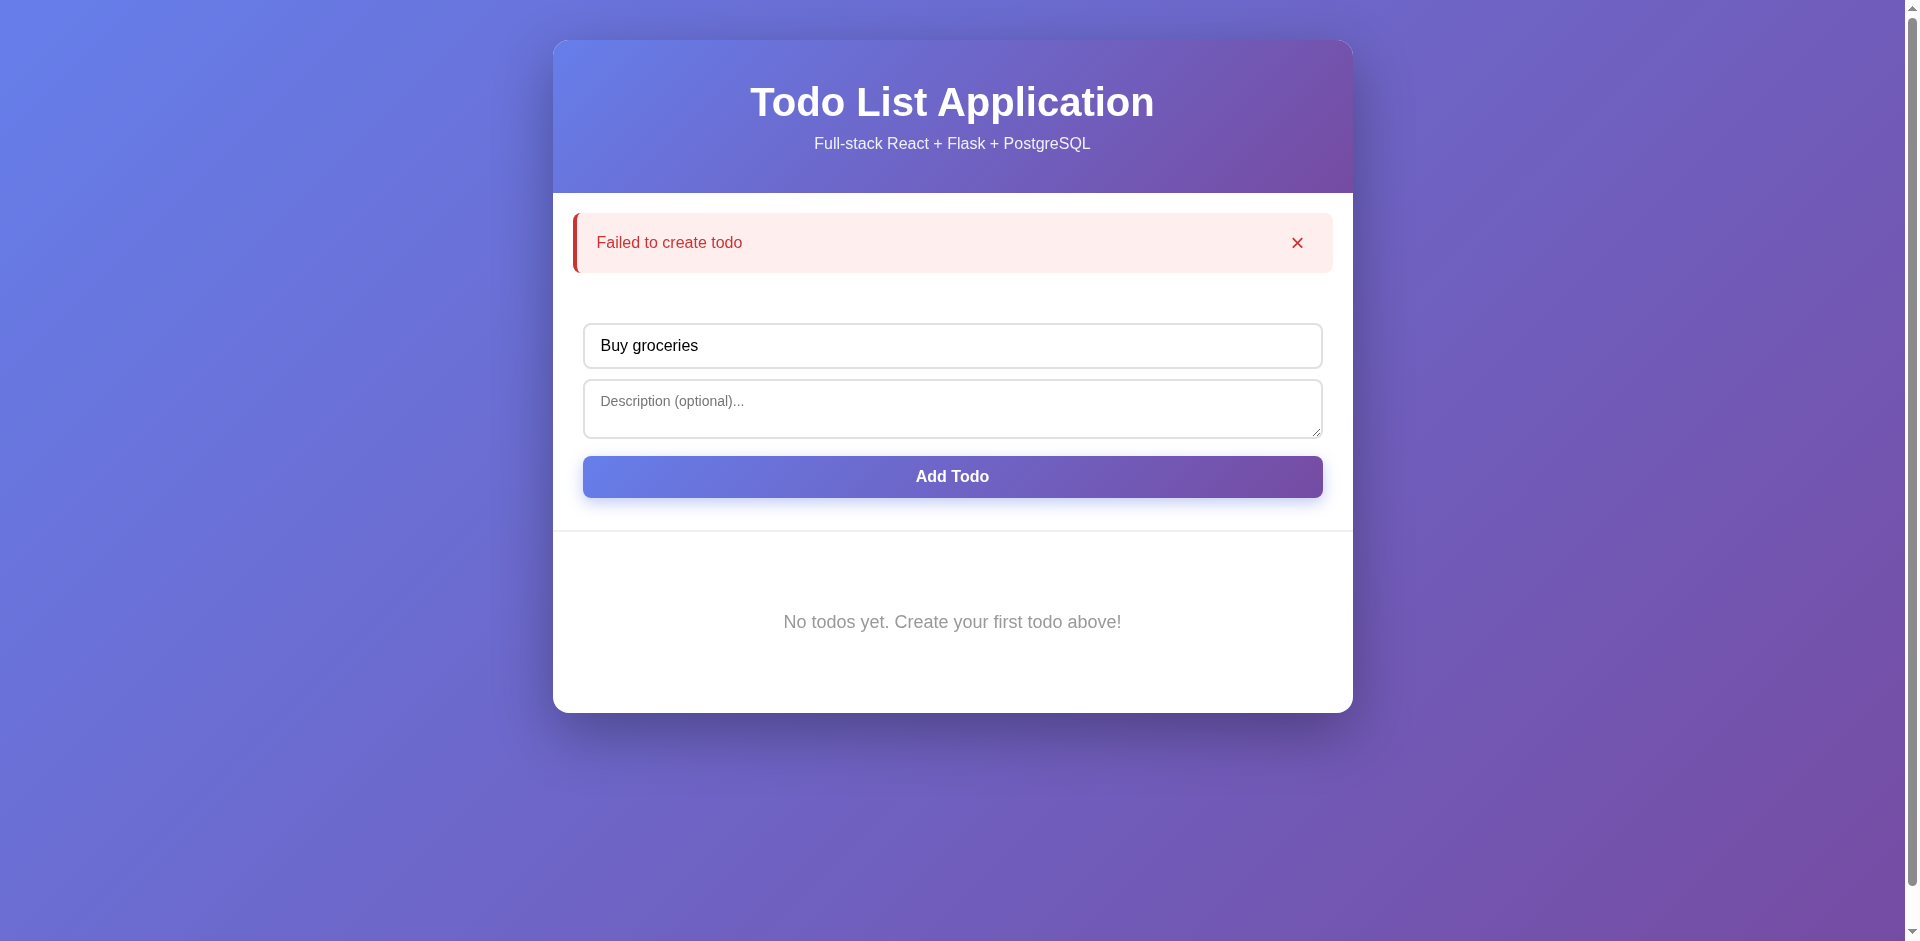 Todo List Application
Full-stack React + Flask + PostgreSQL
Failed to create todo ✕
Buy groceries
Description (optional)...
Add Todo
No todos yet. Create your first todo above!